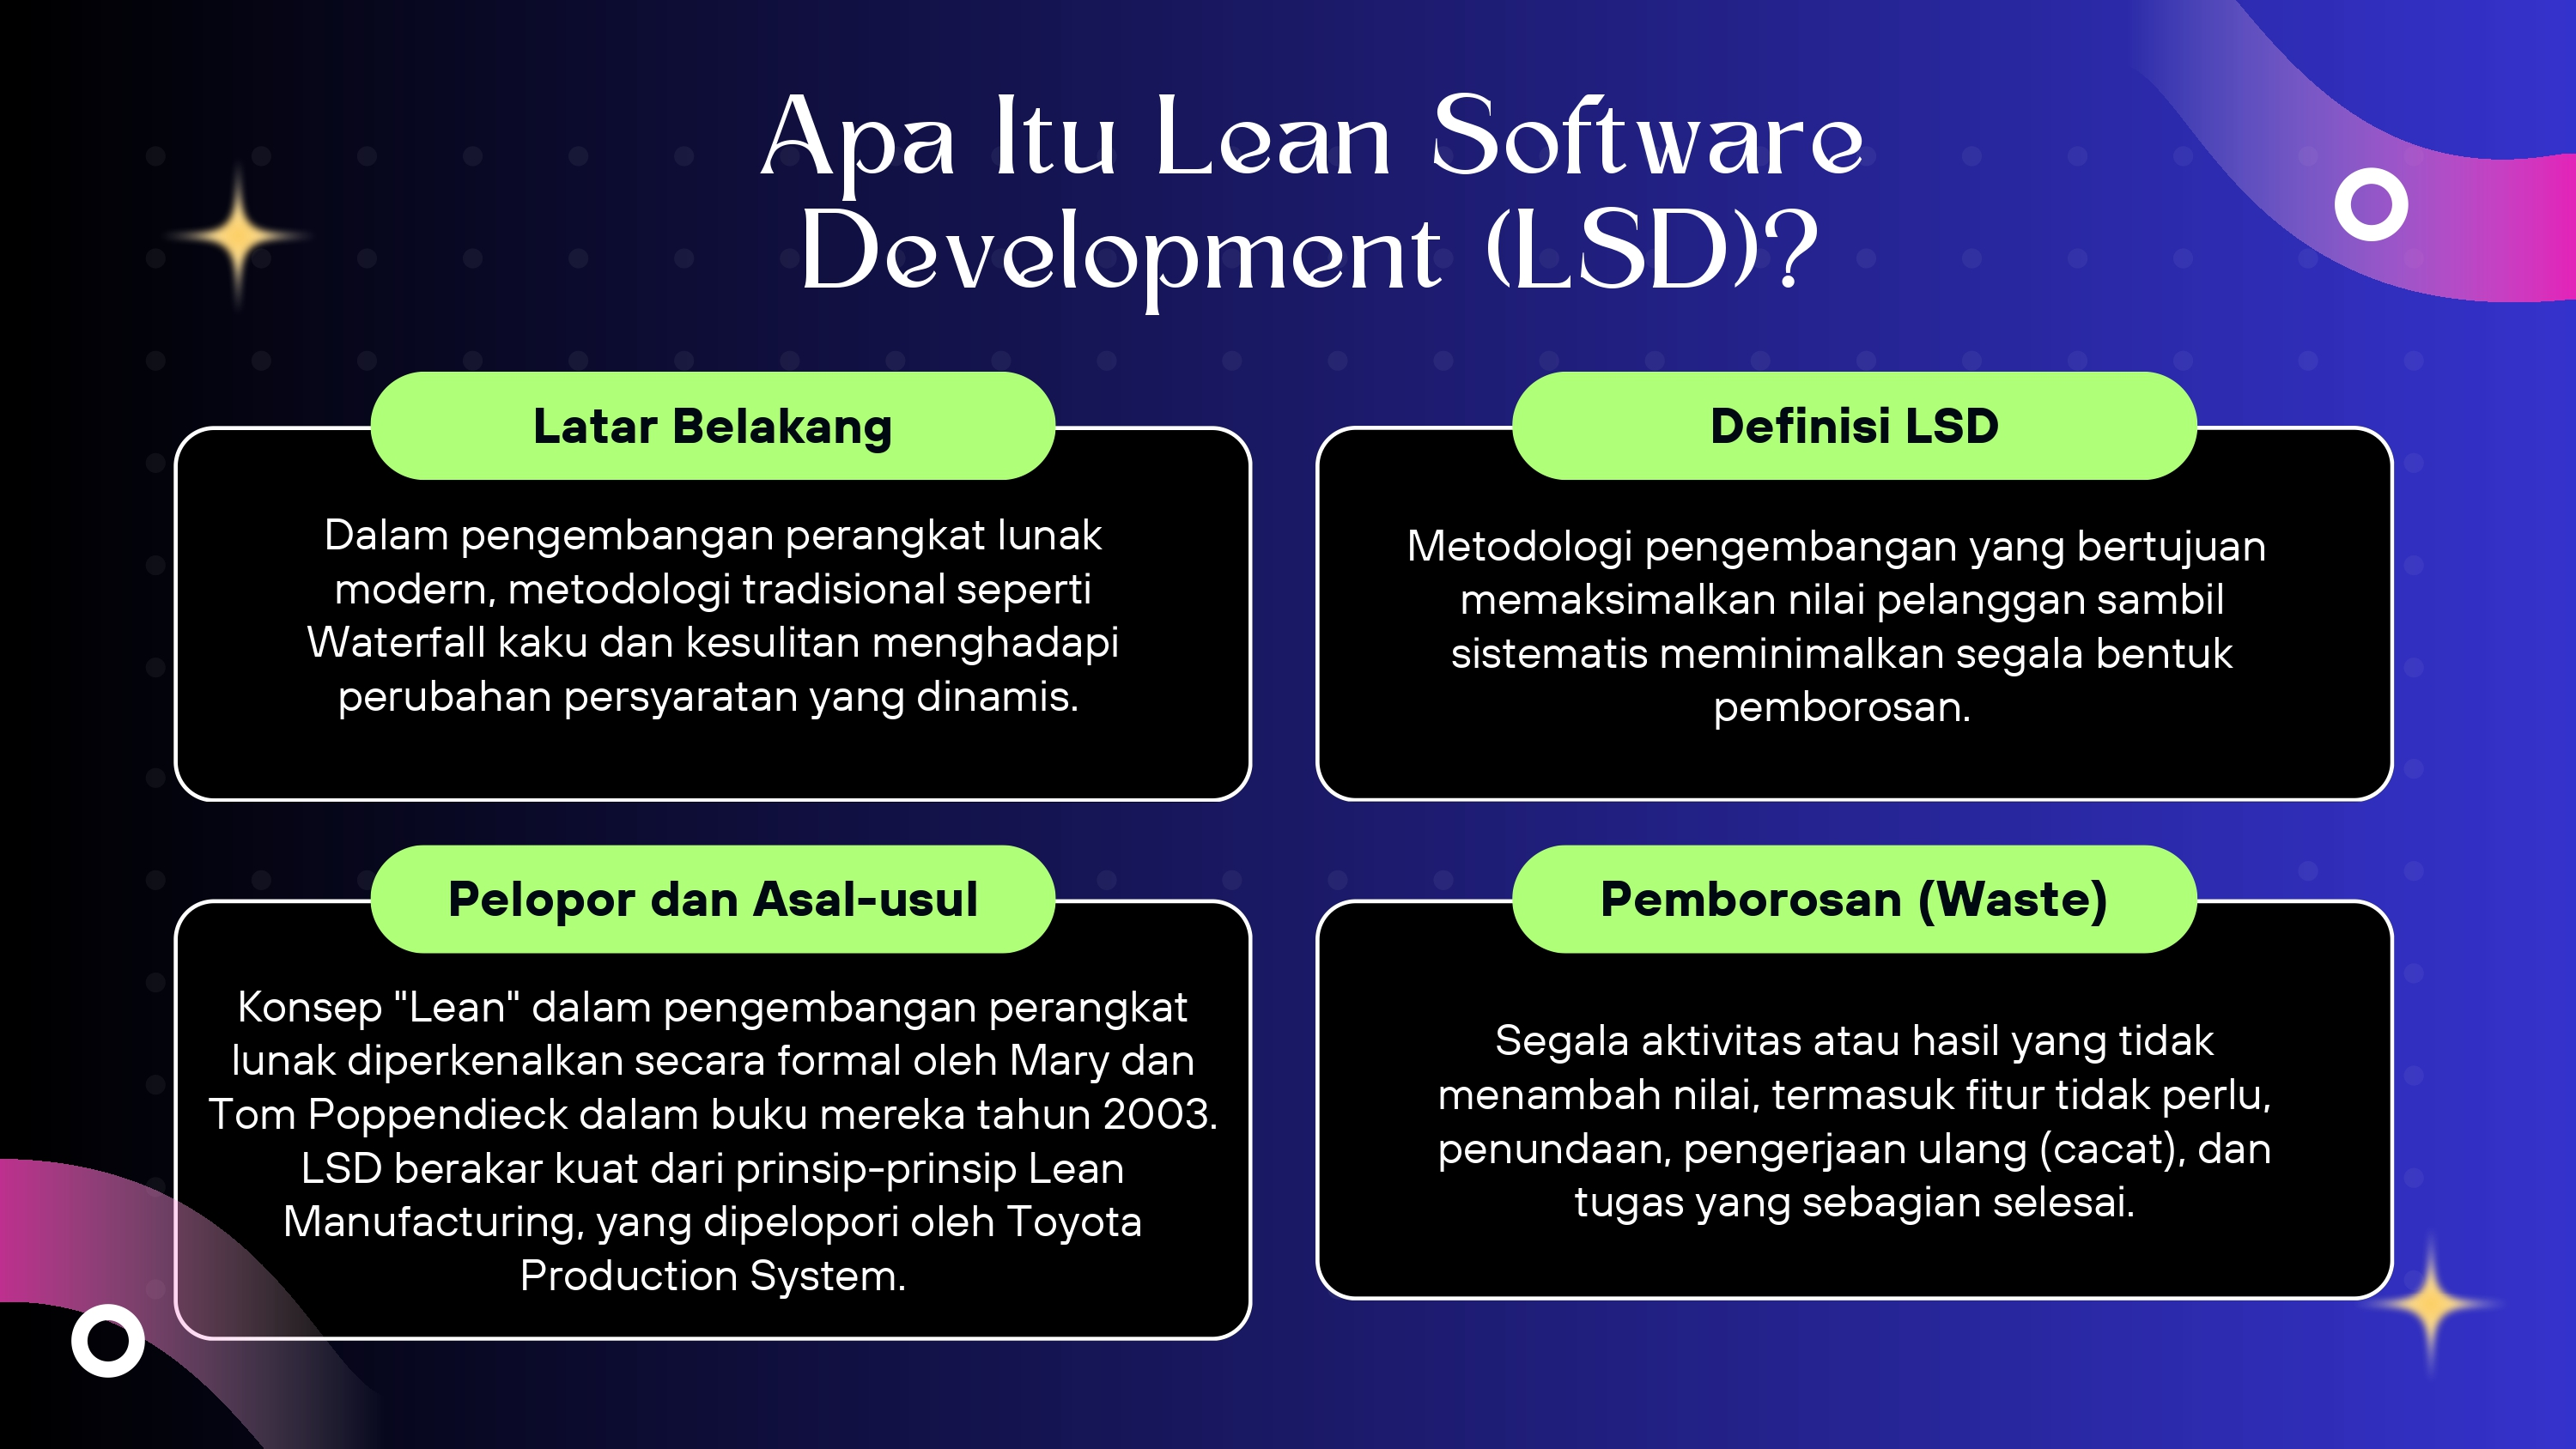 Apa Itu Lean Software
Development (LSD)?
Latar Belakang
Dalam pengembangan perangkat lunak
modern, metodologi tradisional seperti
Waterfall kaku dan kesulitan menghadapi
perubahan persyaratan yang dinamis.
Definisi LSD
Metodologi pengembangan yang bertujuan
memaksimalkan nilai pelanggan sambil
sistematis meminimalkan segala bentuk
pemborosan.
Pelopor dan Asal-usul
Konsep "Lean" dalam pengembangan perangkat
lunak diperkenalkan secara formal oleh Mary dan
Tom Poppendieck dalam buku mereka tahun 2003.
LSD berakar kuat dari prinsip-prinsip Lean
Manufacturing, yang dipelopori oleh Toyota
Production System.
Pemborosan (Waste)
Segala aktivitas atau hasil yang tidak
menambah nilai, termasuk fitur tidak perlu,
penundaan, pengerjaan ulang (cacat), dan
tugas yang sebagian selesai.